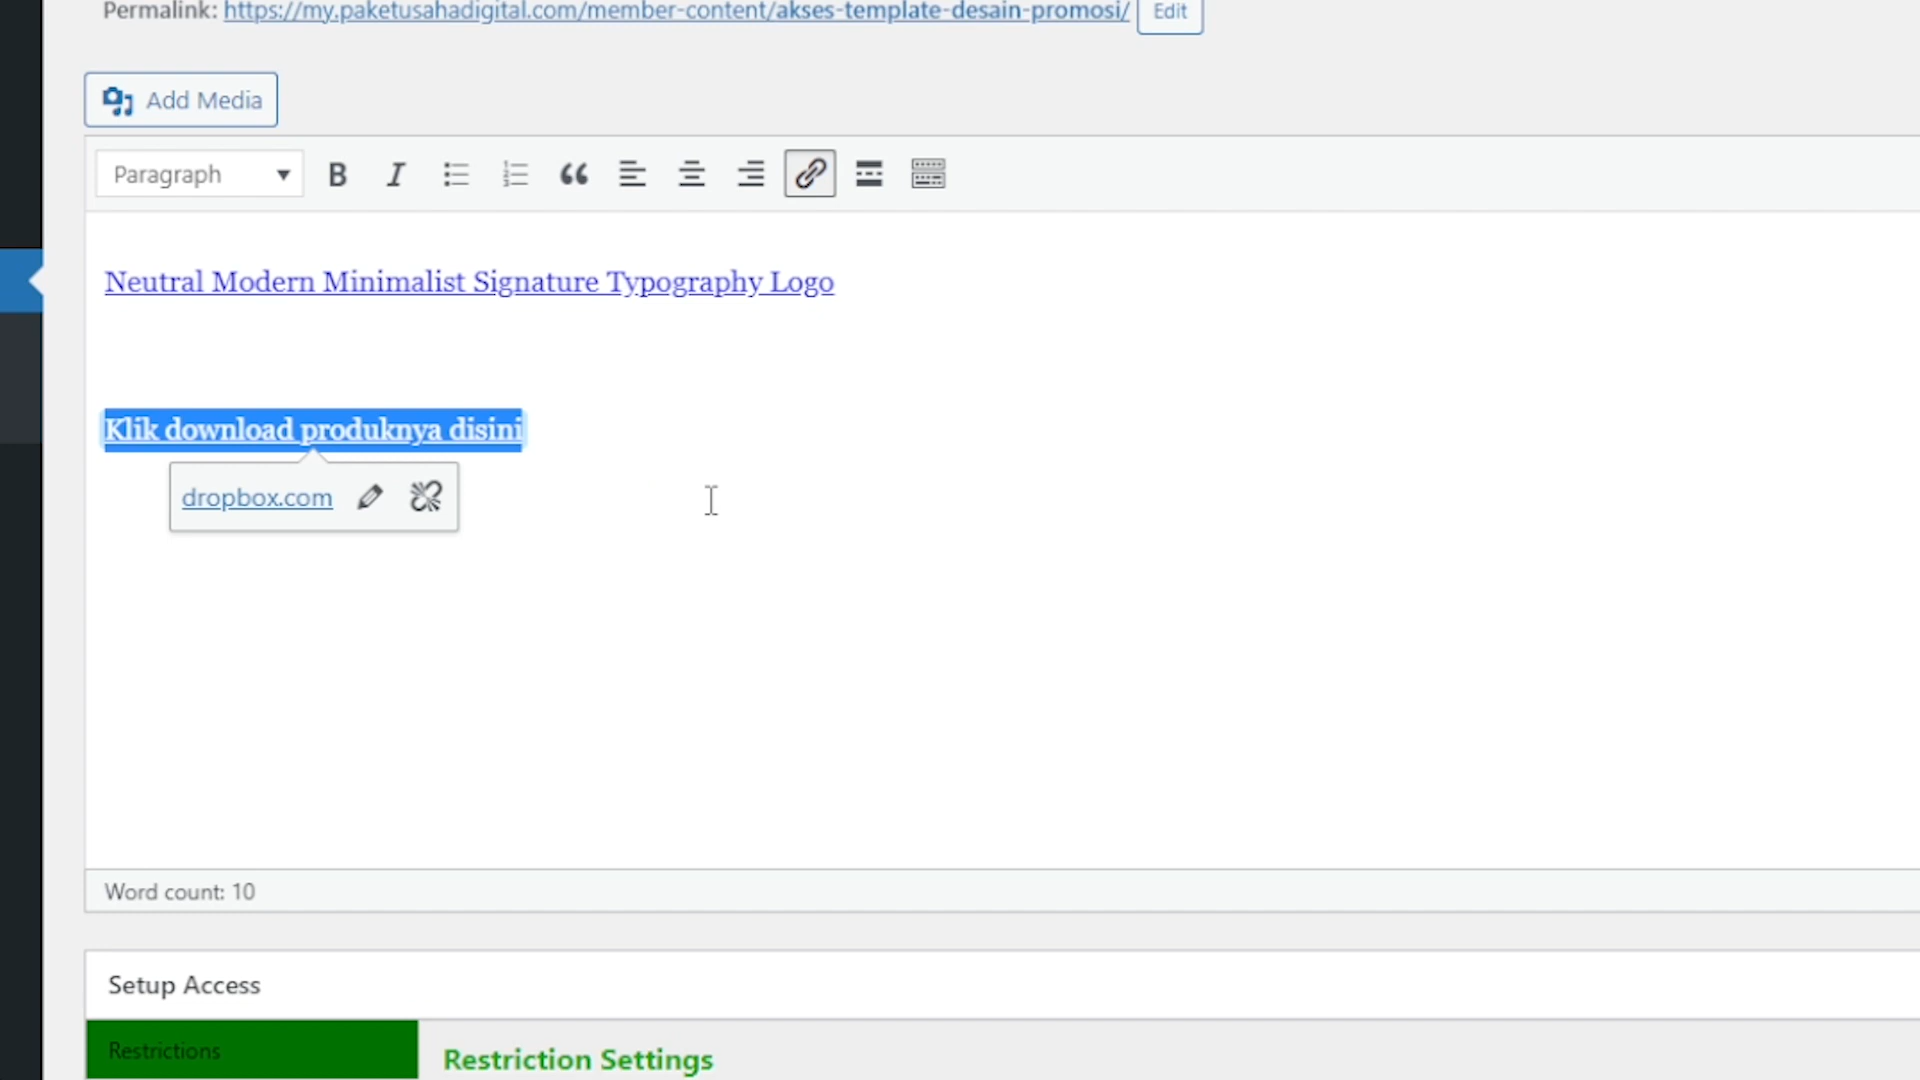 Permalink: https://my.paketusahadigital.com/member-content/akses-template-desain-promosi/ Edit
Add Media
Paragraph
Neutral Modern Minimalist Signature Typography Logo
Klik download produknya disini
dropbox.com
Word count: 10
Setup Access
Restrictions
Restriction Settings